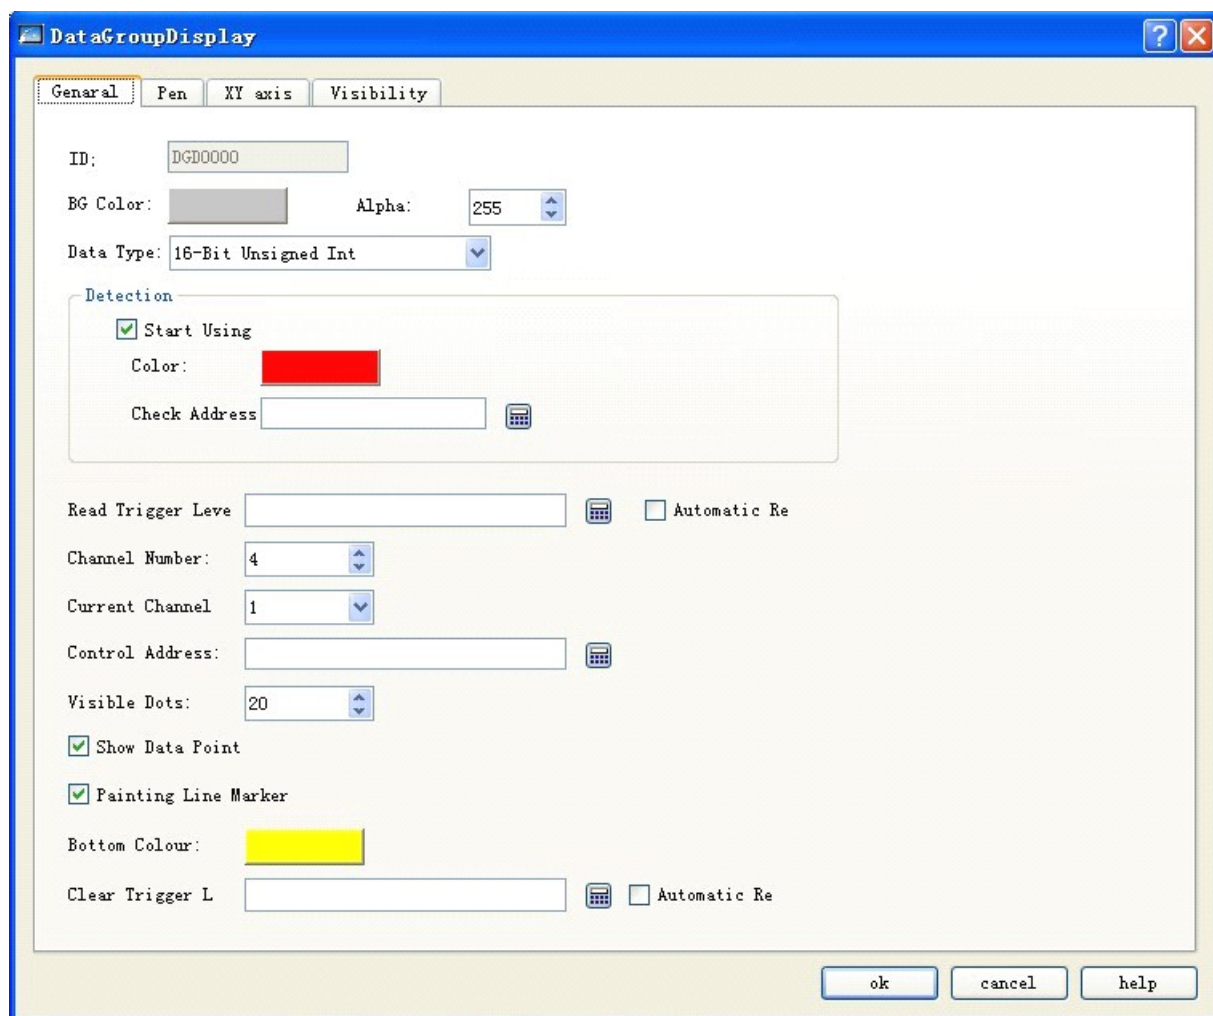 DataGroupDisplay
?
Genaral Pen XY axis Visibility
ID: DGD0000
BG Color: Alpha: 255
Data Type: 16-Bit Unsigned Int
Detection
Start Using
Color:
Check Address
Read Trigger Leve Automatic Re
Channel Number: 4
Current Channel 1
Control Address:
Visible Dots: 20
Show Data Point
Painting Line Marker
Bottom Colour:
Clear Trigger L Automatic Re
ok cancel help